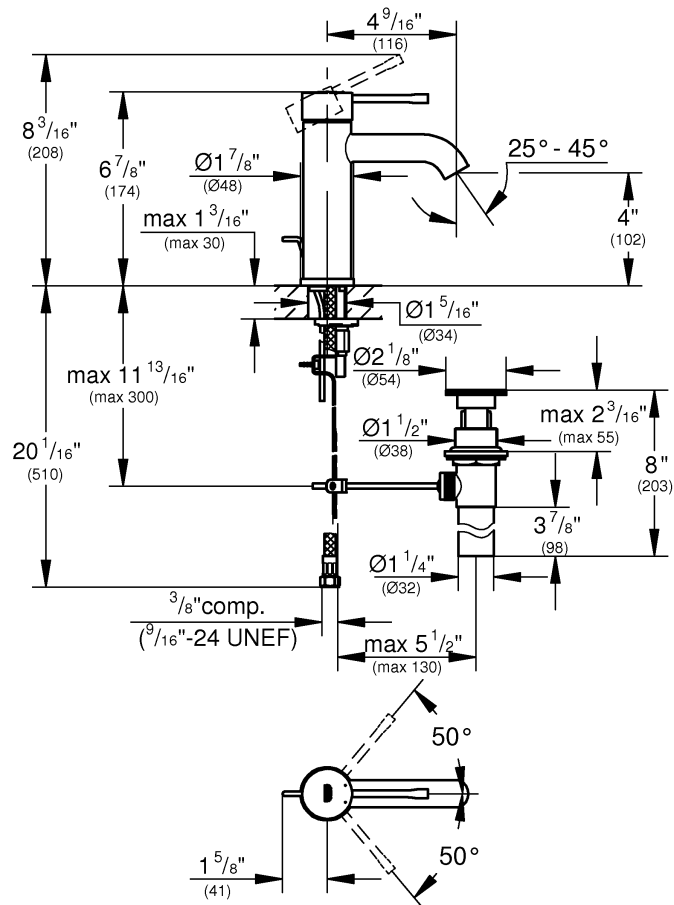 4 9/16"
(116)
8 3/16"
(208)
6 7/8"
(174)
Ø1 7/8"
(Ø48)
25° - 45°
max 1 3/16"
(max 30)
4"
(102)
Ø1 5/16"
(Ø34)
max 11 13/16"
(max 300)
Ø2 1/8"
(Ø54)
max 2 3/16"
(max 55)
Ø1 1/2"
(Ø38)
20 1/16"
(510)
8"
(203)
3 7/8"
(98)
Ø1 1/4"
(Ø32)
3/8"comp.
(9/16"-24 UNEF)
max 5 1/2"
(max 130)
50°
50°
1 5/8"
(41)